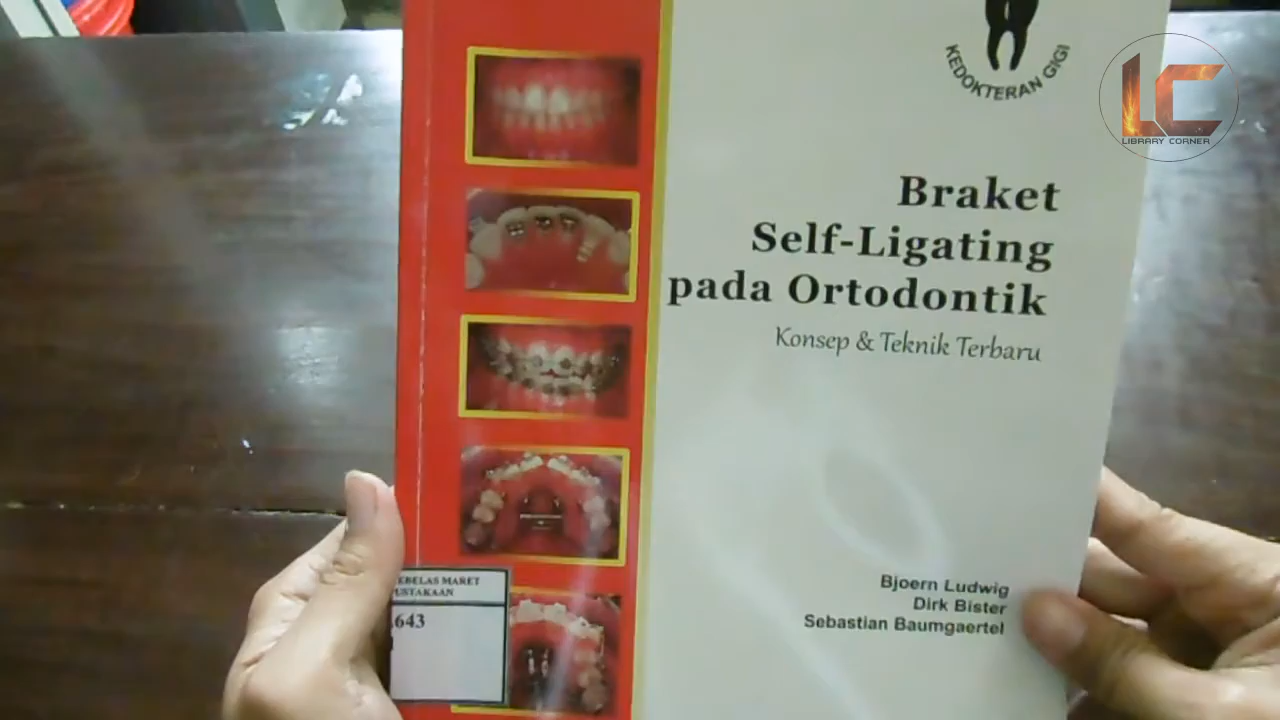 KEDOKTERAN GIGI
LC
LIBRARY CORNER
Braket
Self-Ligating
pada Ortodontik
Konsep & Teknik Terbaru
Bjoern Ludwig
Dirk Bister
Sebastian Baumgaertel
EBELAS MARET
USTAKAAN
.643